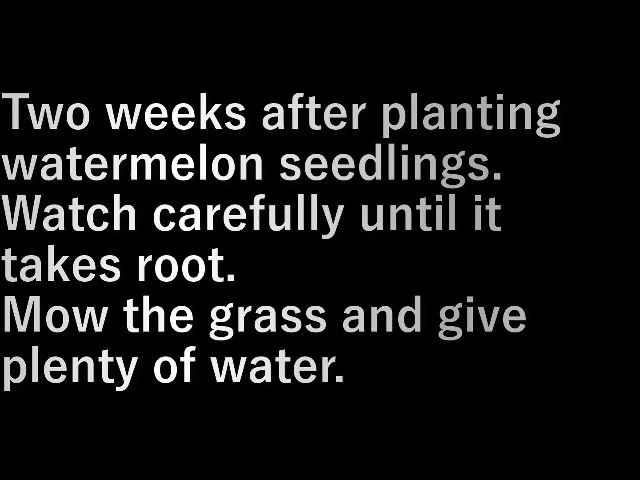 Two weeks after planting
watermelon seedlings.
Watch carefully until it
takes root.
Mow the grass and give
plenty of water.